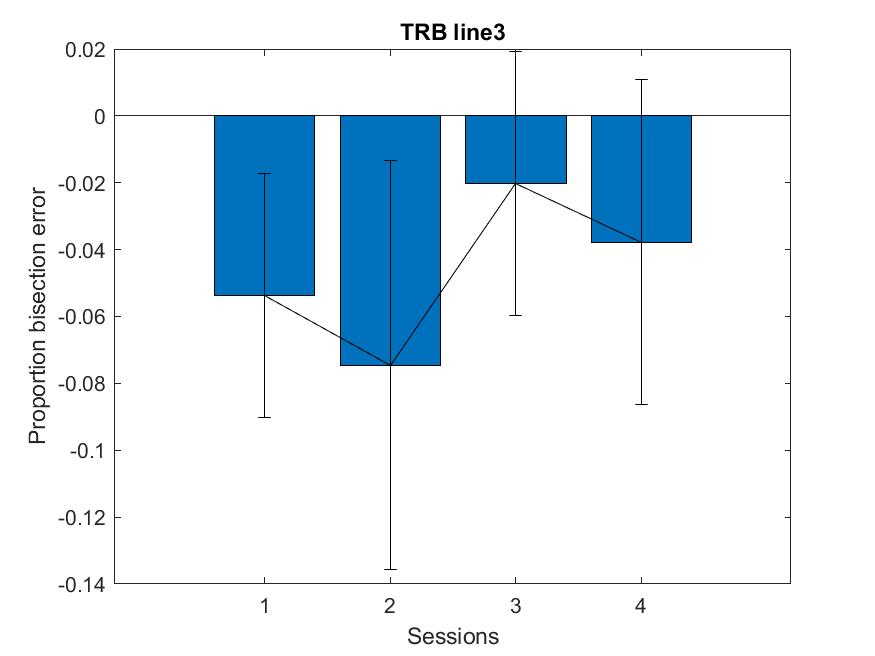 TRB line3
0.02
0
-0.02
-0.04
-0.06
-0.08
-0.1
-0.12
-0.14
Proportion bisection error
1 2 3 4
Sessions